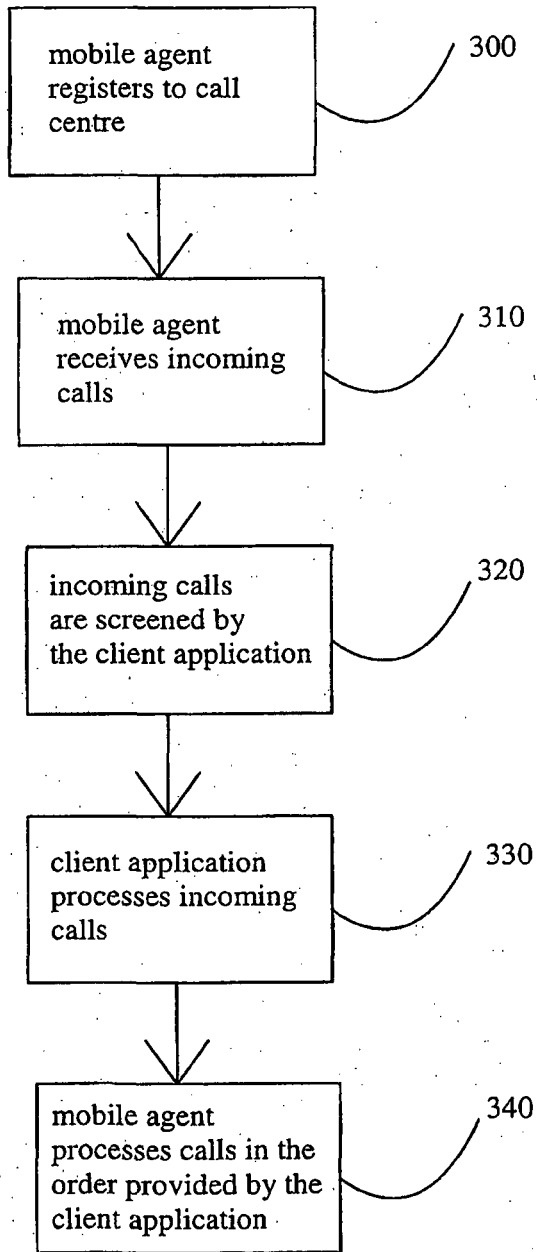 mobile agent
registers to call
centre
300
mobile agent
receives incoming
calls
310
incoming calls
are screened by
the client application
320
client application
processes incoming
calls
330
mobile agent
processes calls in the
order provided by the
client application
340